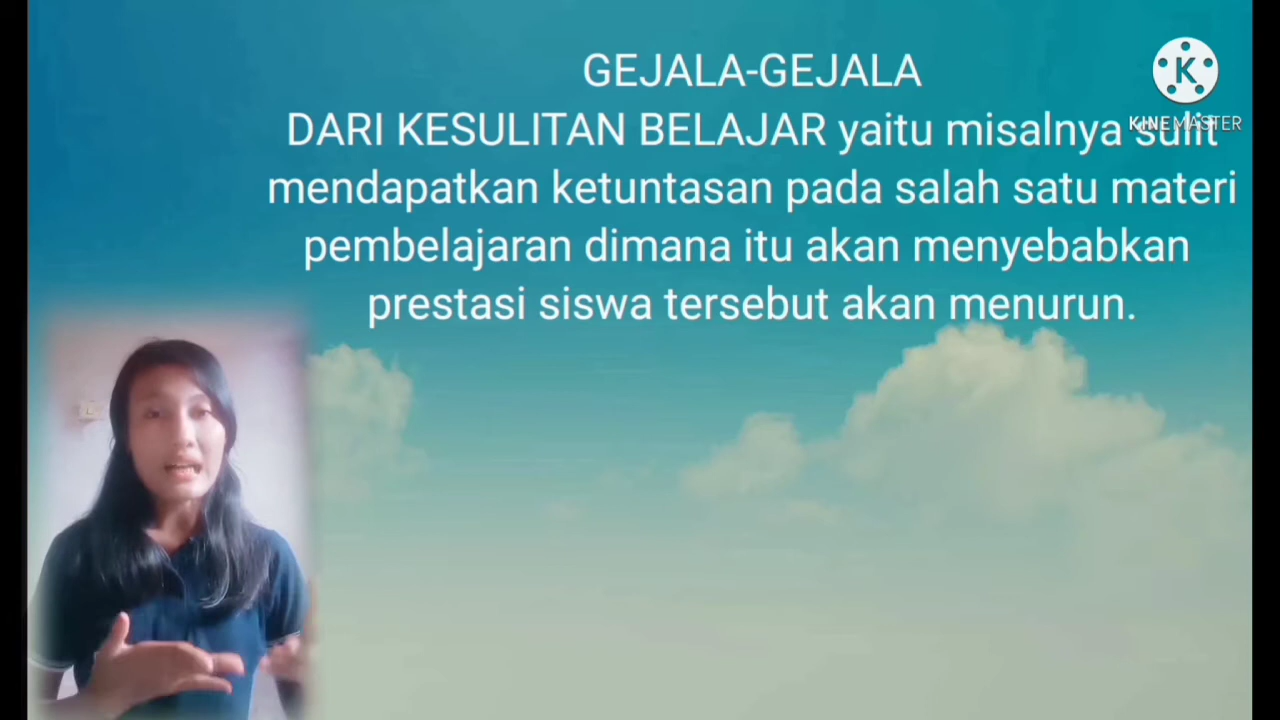 GEJALA-GEJALA
DARI KESULITAN BELAJAR yaitu misalnya sulit
mendapatkan ketuntasan pada salah satu materi
pembelajaran dimana itu akan menyebabkan
prestasi siswa tersebut akan menurun.
K
KINEMASTER